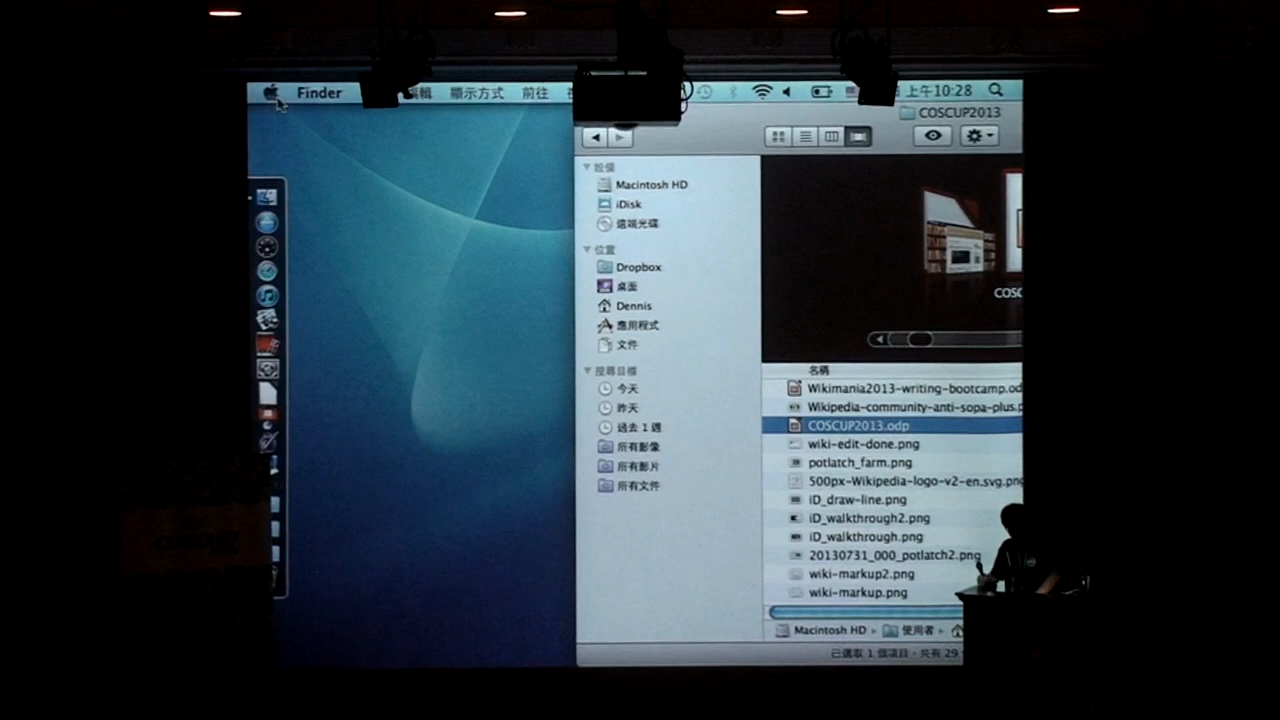 Finder 輯 顯示方式 前往 上午10:28
COSCUP2013
設備
Macintosh HD
iDisk
遠端光碟
位置
Dropbox
桌面
Dennis
應用程式
文件
搜尋目標
今天
昨天
過去 1 週
所有影像
所有影片
所有文件
COSC
名稱
Wikimania2013-writing-bootcamp.od
Wikipedia-community-anti-sopa-plus.p
COSCUP2013.odp
wiki-edit-done.png
potlatch_farm.png
500px-Wikipedia-logo-v2-en.svg.png
iD_draw-line.png
iD_walkthrough2.png
iD_walkthrough.png
20130731_000_potlatch2.png
wiki-markup2.png
wiki-markup.png
Macintosh HD ▸ 使用者 ▸
已選取 1 個項目，共有 29